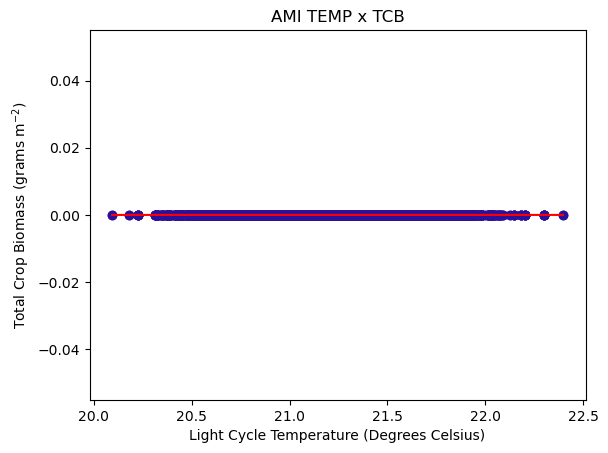 AMI TEMP x TCB
Total Crop Biomass (grams m⁻²)
0.04
0.02
0.00
−0.02
−0.04
20.0 20.5 21.0 21.5 22.0 22.5
Light Cycle Temperature (Degrees Celsius)